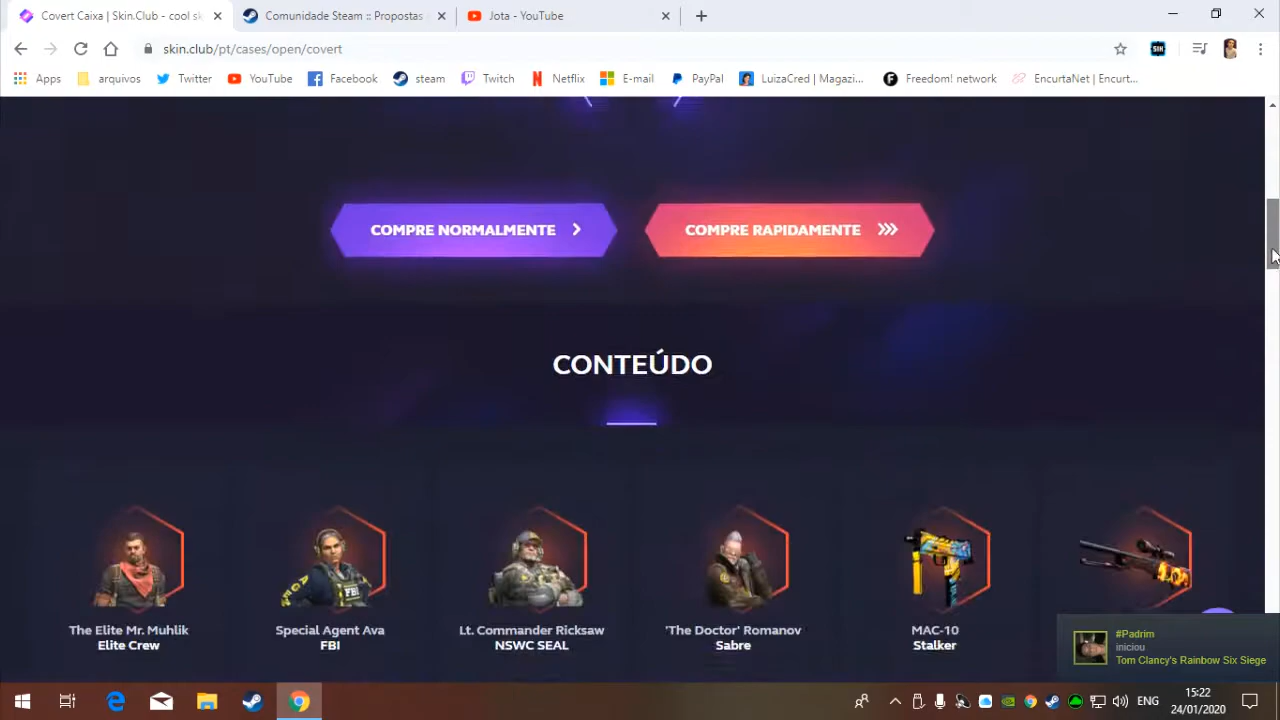 Covert Caixa | Skin.Club - cool sk
Comunidade Steam :: Propostas
Jota - YouTube
skin.club/pt/cases/open/covert
Apps
arquivos
Twitter
YouTube
Facebook
steam
Twitch
Netflix
E-mail
PayPal
LuizaCred | Magazi...
Freedom! network
EncurtaNet | Encurt...
COMPRE NORMALMENTE
COMPRE RAPIDAMENTE
CONTEÚDO
The Elite Mr. Muhlik
Elite Crew
Special Agent Ava
FBI
Lt. Commander Ricksaw
NSWC SEAL
'The Doctor' Romanov
Sabre
MAC-10
Stalker
#Padrim
iniciou
Tom Clancy's Rainbow Six Siege
ENG
15:22
24/01/2020